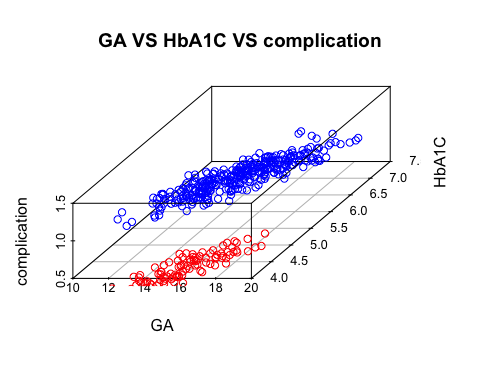 GA VS HbA1C VS complication
complication
0.5 1.0 1.5
10 12 14 16 18 20
GA
4.0 4.5 5.0 5.5 6.0 6.5 7.0 7.
HbA1C